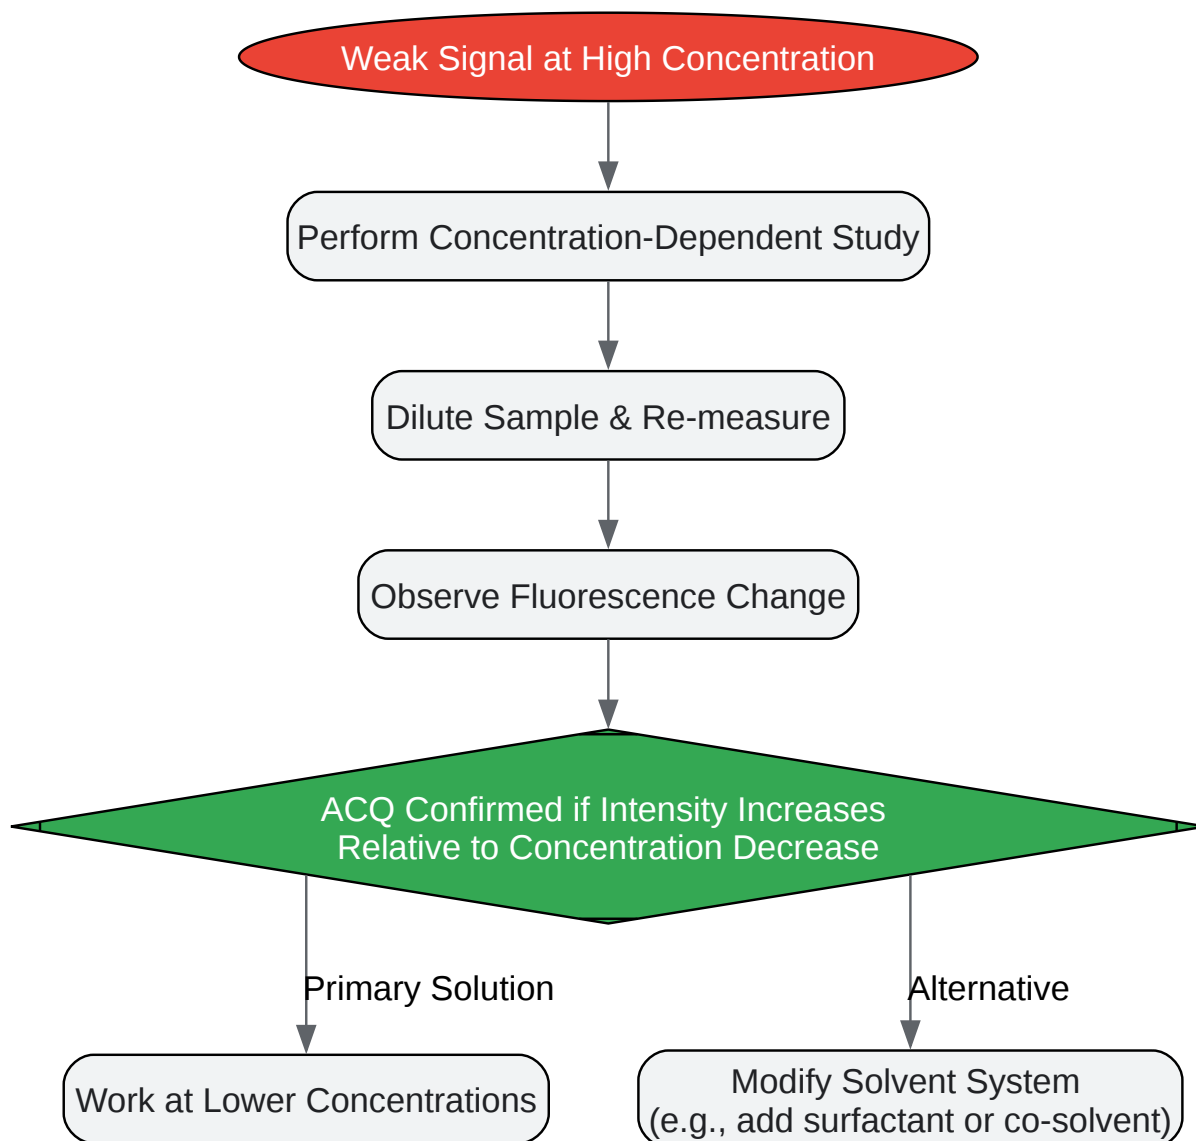 Weak Signal at High Concentration
Perform Concentration-Dependent Study
Dilute Sample & Re-measure
Observe Fluorescence Change
ACQ Confirmed if Intensity Increases
Relative to Concentration Decrease
Primary Solution
Alternative
Work at Lower Concentrations
Modify Solvent System
(e.g., add surfactant or co-solvent)